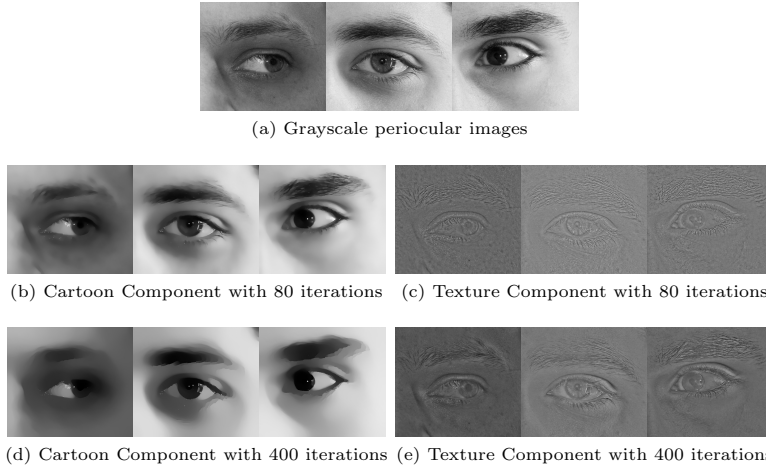 (a) Grayscale periocular images
(b) Cartoon Component with 80 iterations
(c) Texture Component with 80 iterations
(d) Cartoon Component with 400 iterations
(e) Texture Component with 400 iterations